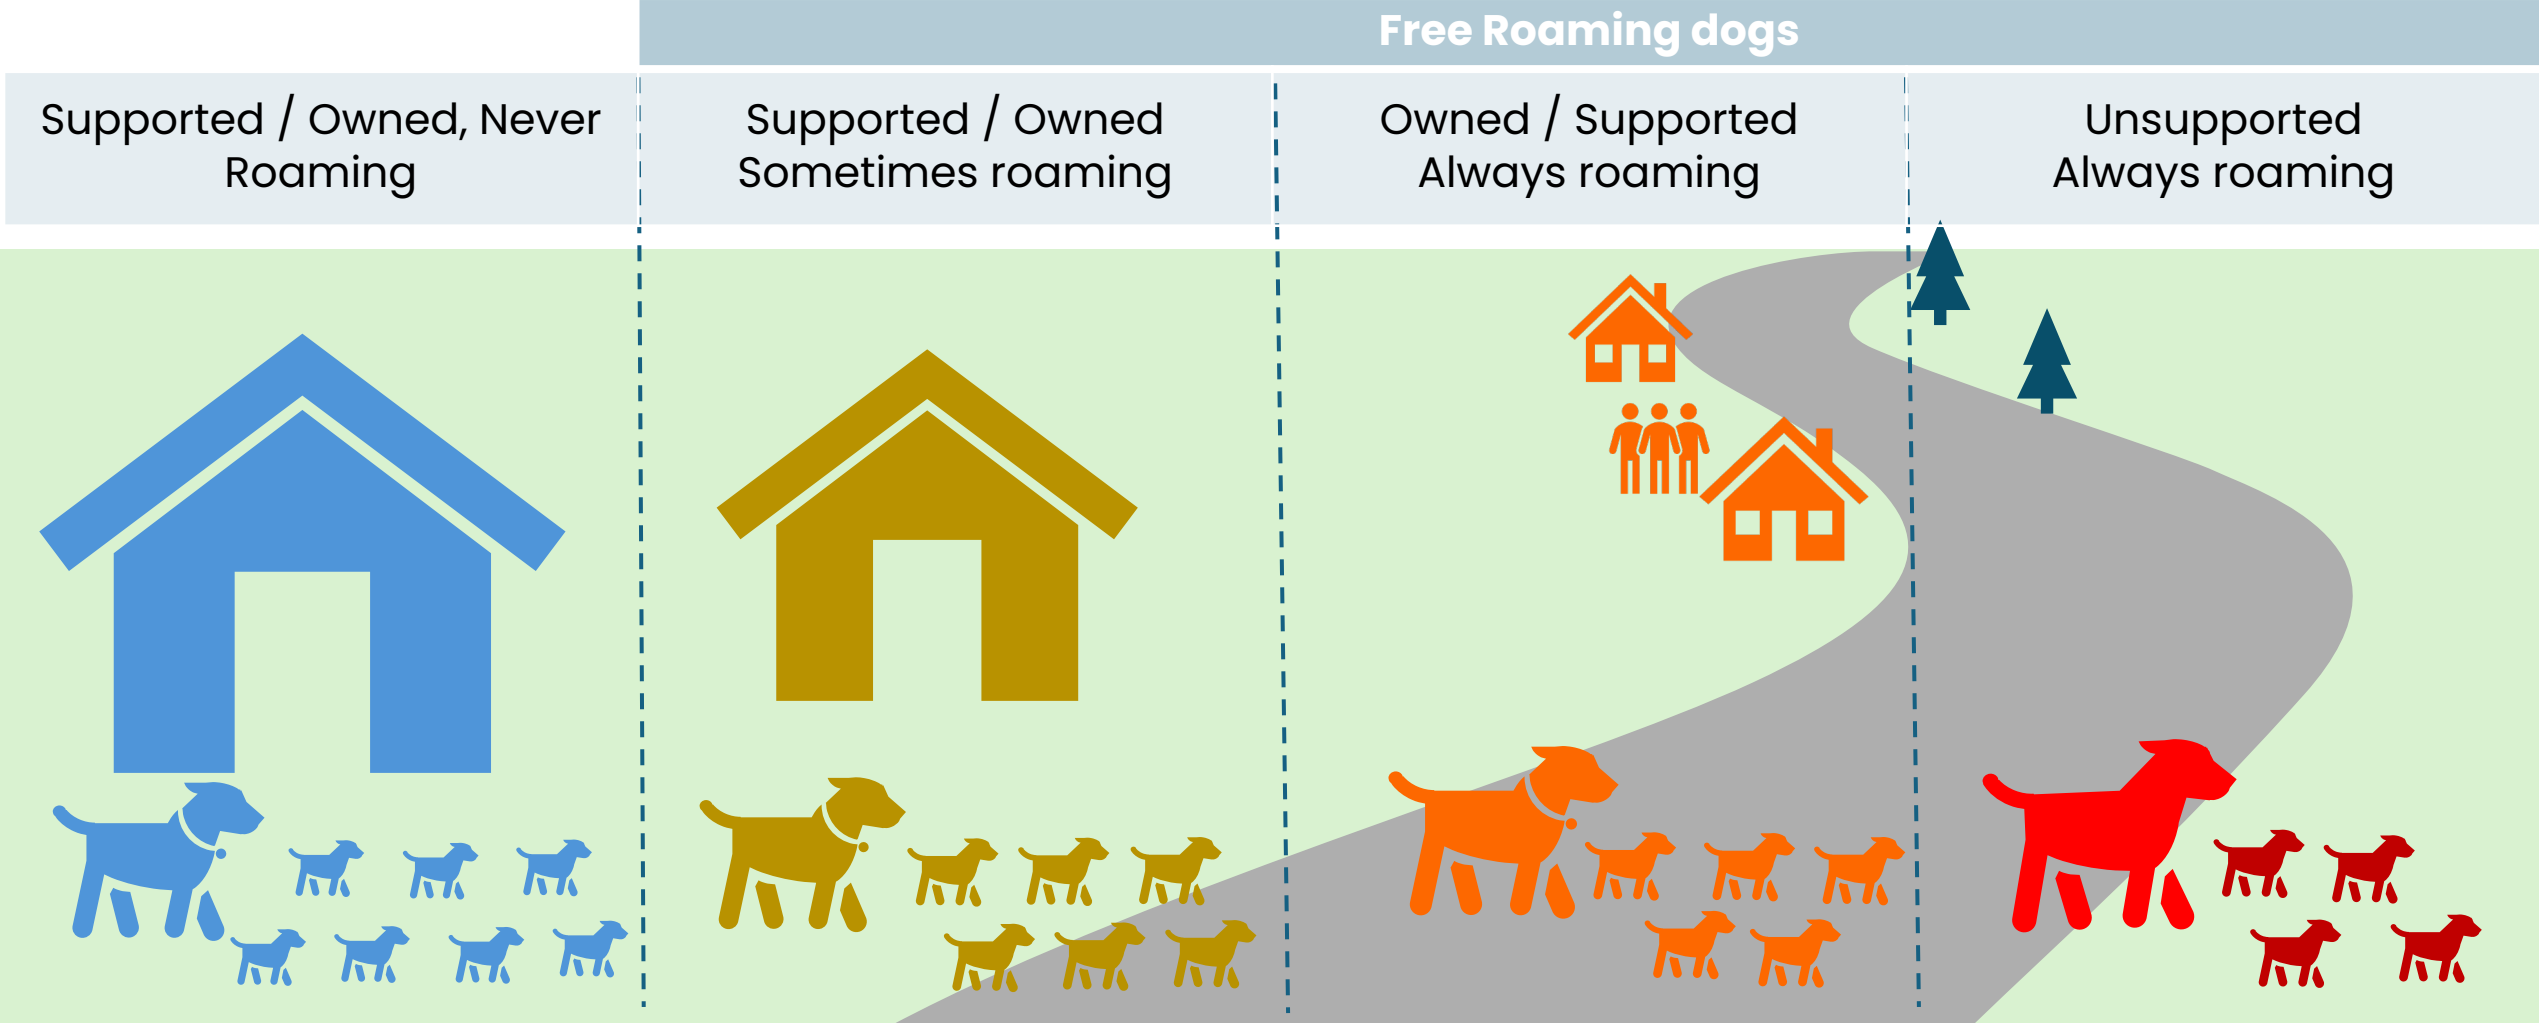 Free Roaming dogs
Supported / Owned, Never
Roaming
Supported / Owned
Sometimes roaming
Owned / Supported
Always roaming
Unsupported
Always roaming